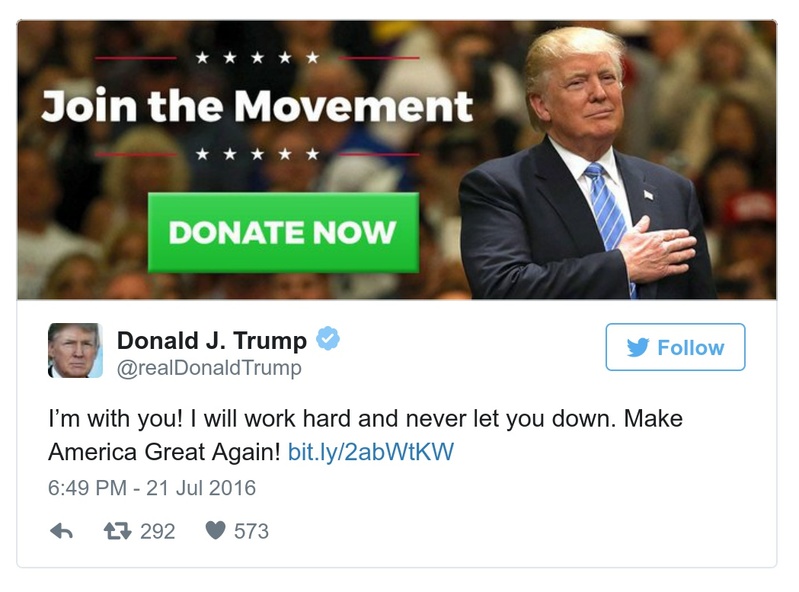 Join the Movement
DONATE NOW
Donald J. Trump
@realDonaldTrump
Follow
I’m with you! I will work hard and never let you down. Make
America Great Again! bit.ly/2abWtKW
6:49 PM - 21 Jul 2016
292 573